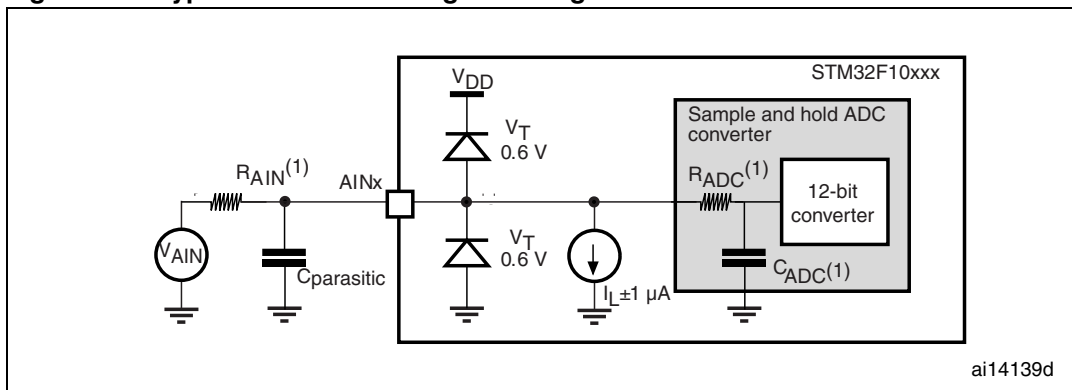 STM32F10xxx
VDD
Sample and hold ADC
converter
VT
0.6 V
RAIN(1)
AINx
RADC(1)
12-bit
converter
VAIN
Cparasitic
VT
0.6 V
IL±1 µA
CADC(1)
ai14139d